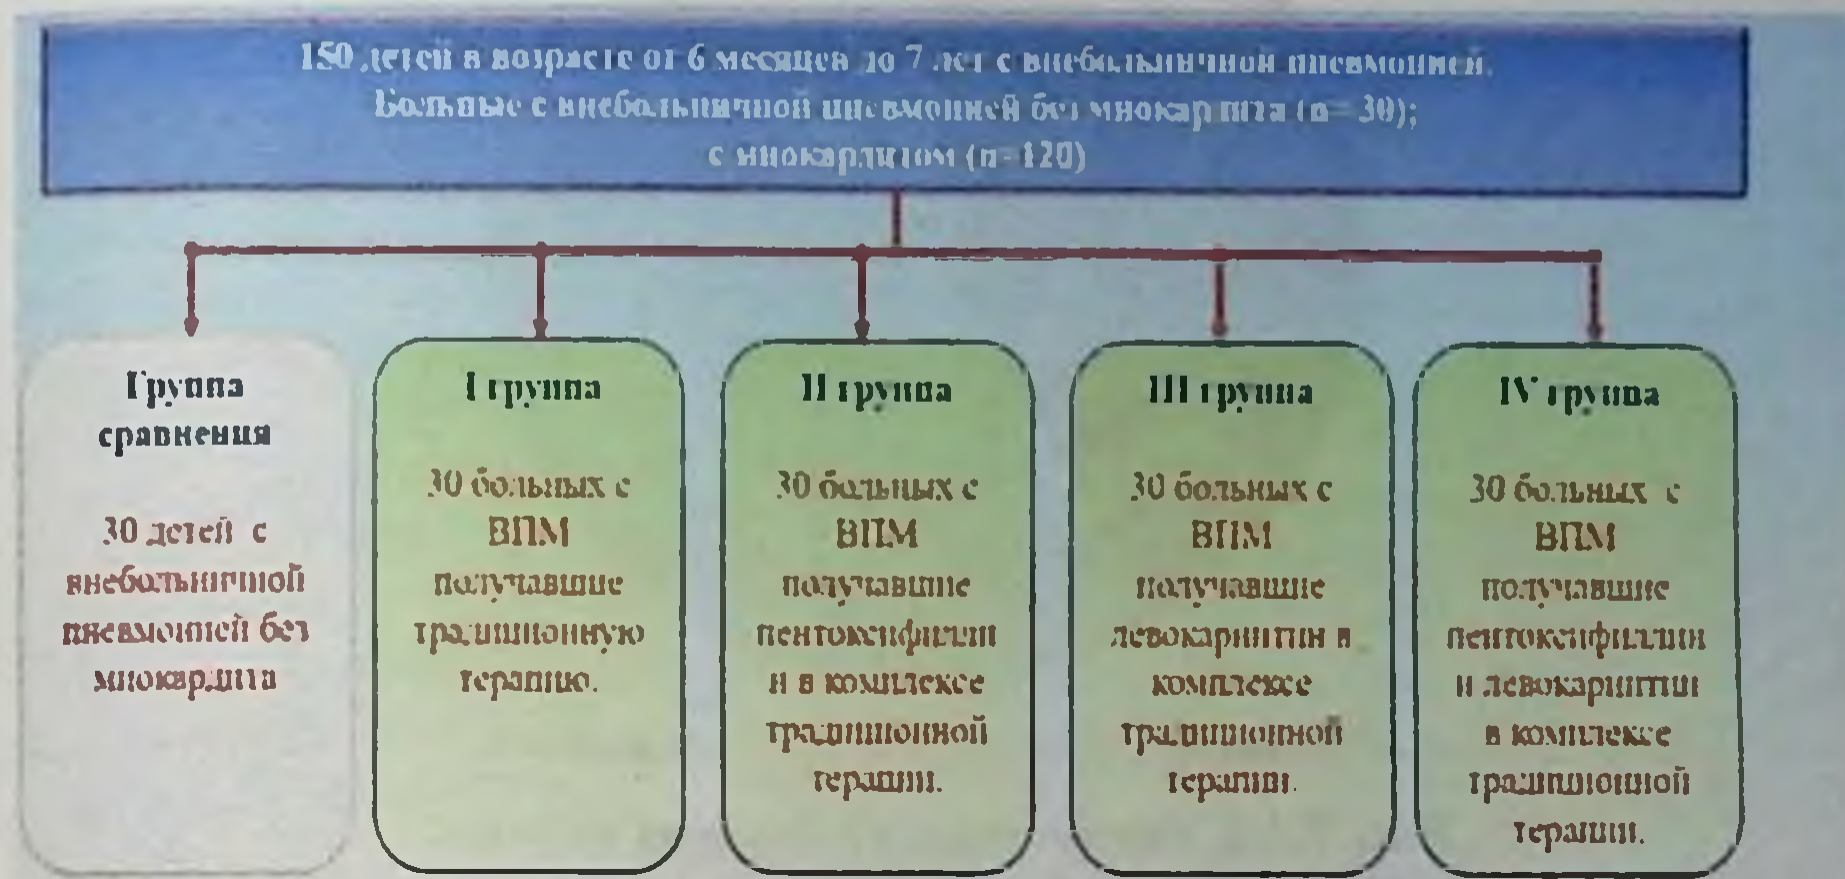 150 детей в возрасте от 6 месяцев до 7 лет с внебольничной пневмонией.
Больные с внебольничной пневмонией без миокардита (n= 30);
с миокардитом (n=120)
Группа
сравнения
30 детей с
внебольничной
пневмонией без
миокардита
I группа
30 больных с
ВПМ
получавшие
традиционную
терапию.
II группа
30 больных с
ВПМ
получавшие
пентоксифиллин
н в комплексе
традиционной
терапии.
III группа
30 больных с
ВПМ
получавшие
левокарнитин в
комплексе
традиционной
терапии.
IV группа
30 больных с
ВПМ
получавшие
пентоксифиллин
и левокарнитин
в комплексе
традиционной
терапии.